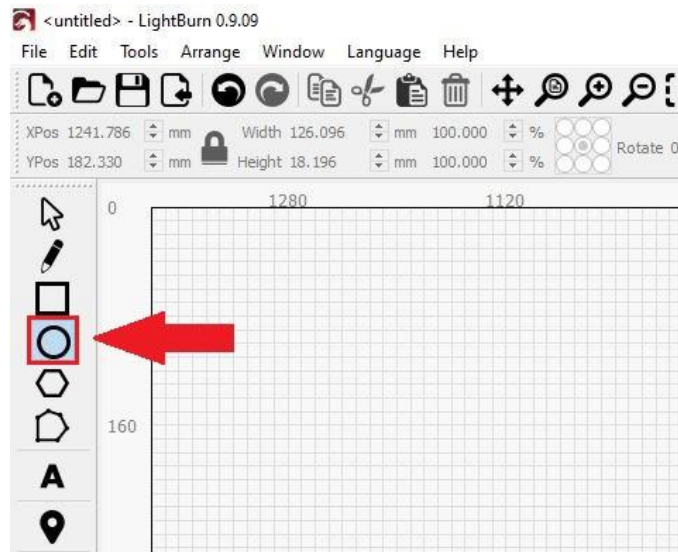 <untitled> - LightBurn 0.9.09
File Edit Tools Arrange Window Language Help
XPos 1241.786 mm Width 126.096 mm 100.000 %
YPos 182.330 mm Height 18.196 mm 100.000 % Rotate 0
0 1280 1120
160
A